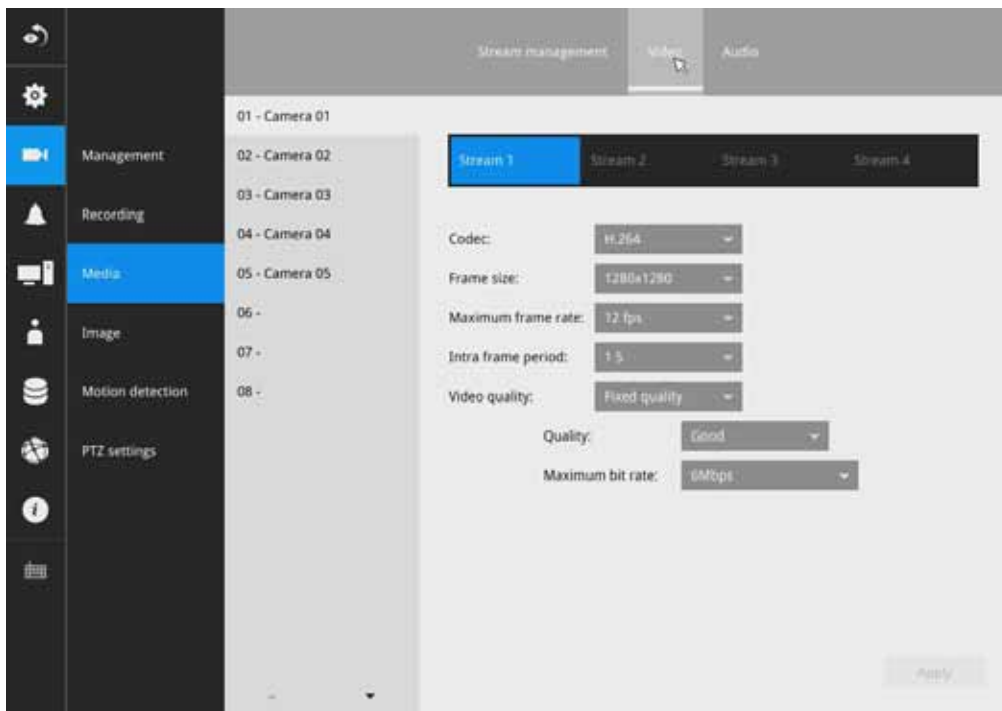 Stream management Video Audio
Management
Recording
Media
Image
Motion detection
PTZ settings
01 - Camera 01
02 - Camera 02
03 - Camera 03
04 - Camera 04
05 - Camera 05
06 -
07 -
08 -
Stream 1 Stream 2 Stream 3 Stream 4
Codec: H.264
Frame size: 1280x1280
Maximum frame rate: 12 fps
Intra frame period: 1 S
Video quality: Fixed quality
Quality: Good
Maximum bit rate: 6Mbps
Apply